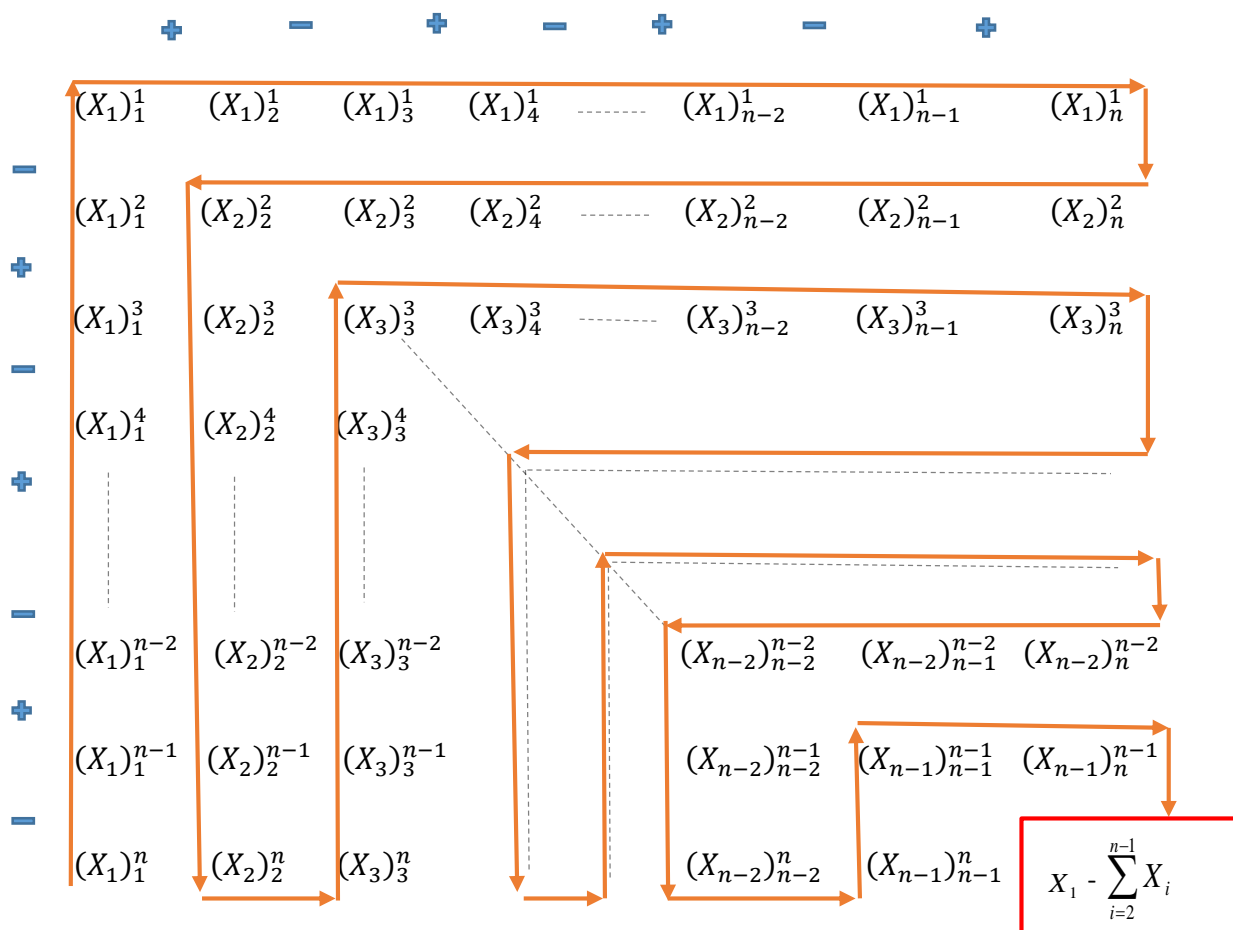 + − + − + − +
$(X_1)_1^1$ $(X_1)_2^1$ $(X_1)_3^1$ $(X_1)_4^1$ $(X_1)_{n-2}^1$ $(X_1)_{n-1}^1$ $(X_1)_n^1$
−
$(X_1)_1^2$ $(X_2)_2^2$ $(X_2)_3^2$ $(X_2)_4^2$ $(X_2)_{n-2}^2$ $(X_2)_{n-1}^2$ $(X_2)_n^2$
+
$(X_1)_1^3$ $(X_2)_2^3$ $(X_3)_3^3$ $(X_3)_4^3$ $(X_3)_{n-2}^3$ $(X_3)_{n-1}^3$ $(X_3)_n^3$
−
$(X_1)_1^4$ $(X_2)_2^4$ $(X_3)_3^4$
+
−
$(X_1)_1^{n-2}$ $(X_2)_2^{n-2}$ $(X_3)_3^{n-2}$ $(X_{n-2})_{n-2}^{n-2}$ $(X_{n-2})_{n-1}^{n-2}$ $(X_{n-2})_n^{n-2}$
+
$(X_1)_1^{n-1}$ $(X_2)_2^{n-1}$ $(X_3)_3^{n-1}$ $(X_{n-2})_{n-2}^{n-1}$ $(X_{n-1})_{n-1}^{n-1}$ $(X_{n-1})_n^{n-1}$
−
$(X_1)_1^n$ $(X_2)_2^n$ $(X_3)_3^n$ $(X_{n-2})_{n-2}^n$ $(X_{n-1})_{n-1}^n$ $X_1 - \sum_{i=2}^{n-1} X_i$